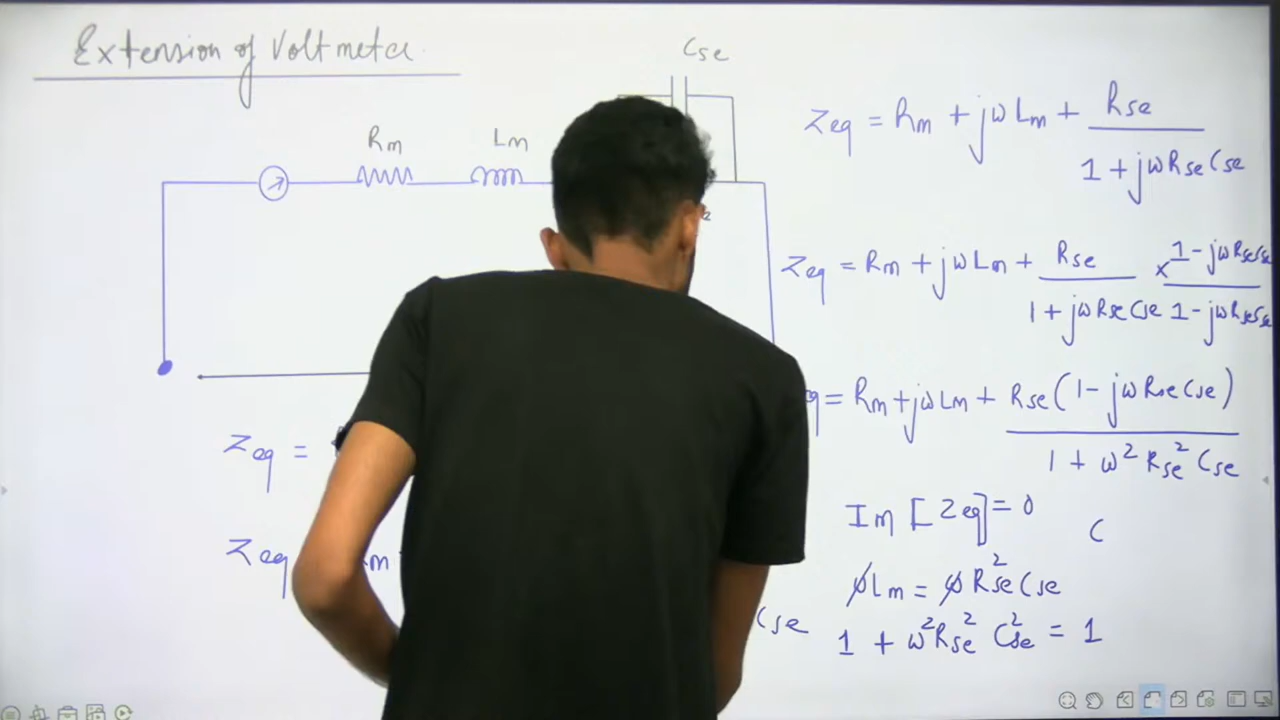 Extension of Voltmeter
Cse
Rm Lm
Zeq =
Zeq
m
Cse
Zeq = Rm + jωLm + Rse / 1 + jωRseCse
Zeq = Rm + jωLm + Rse / 1 + jωRseCse × 1 - jωRseCse / 1 - jωRseCse
q = Rm + jωLm + Rse(1 - jωRseCse) / 1 + ω² Rse² Cse
Im [Zeq] = 0 C
ωLm = ωRse²Cse
1 + ω²Rse² Cse² = 1